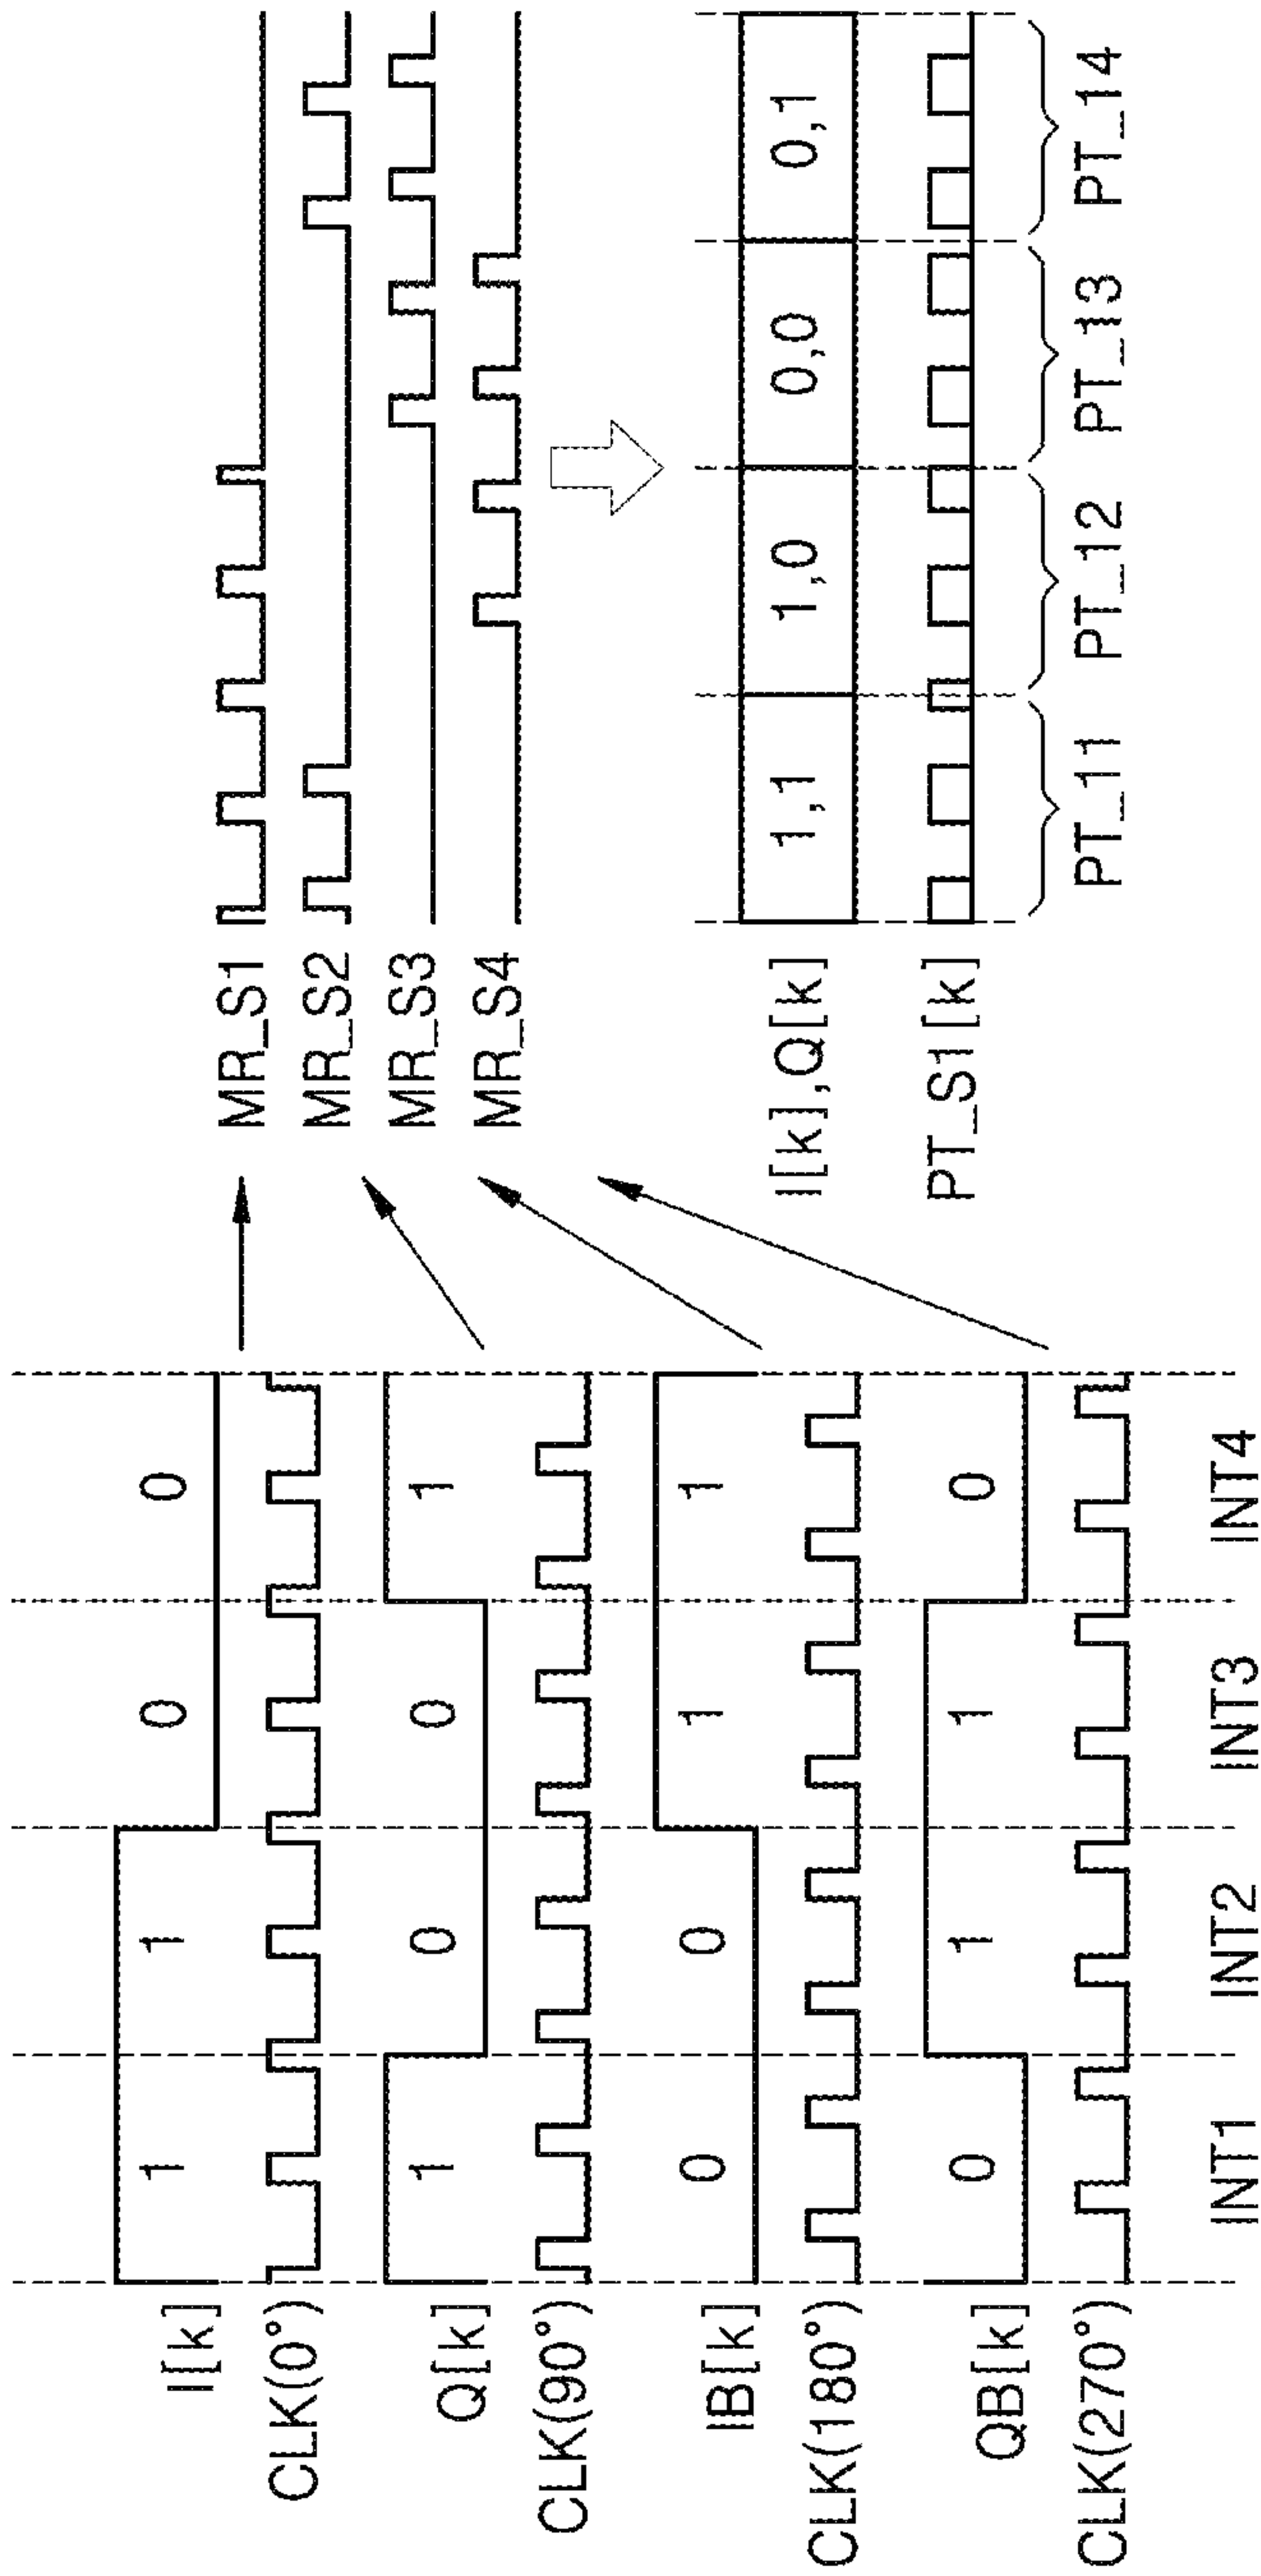 I[k]
1
1
0
0
CLK(0°)
Q[k]
1
0
0
1
CLK(90°)
IB[k]
0
0
1
1
CLK(180°)
QB[k]
0
1
1
0
CLK(270°)
INT1
INT2
INT3
INT4
MR_S1
MR_S2
MR_S3
MR_S4
I[k],Q[k]
1,1
1,0
0,0
0,1
PT_S1[k]
PT_11
PT_12
PT_13
PT_14